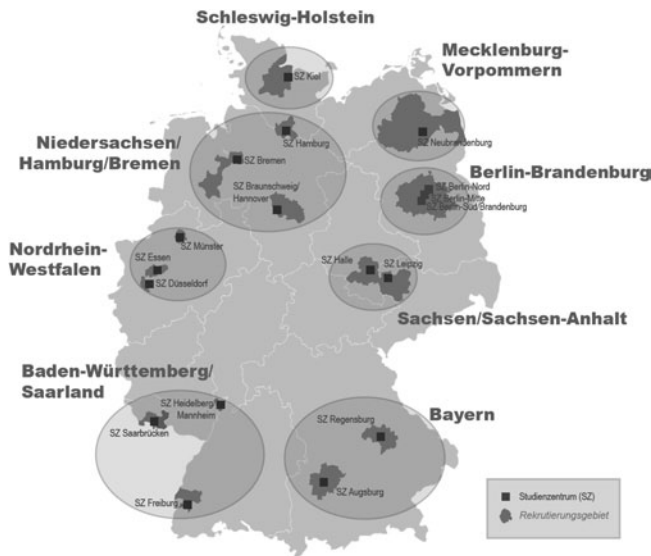 Schleswig-Holstein
SZ Kiel
Mecklenburg-
Vorpommern
SZ Neubrandenburg
Niedersachsen/
Hamburg/Bremen
SZ Hamburg
SZ Bremen
SZ Braunschweig/
Hannover
Berlin-Brandenburg
SZ Berlin-Nord
SZ Berlin-Mitte
SZ Berlin-Süd/Brandenburg
Nordrhein-
Westfalen
SZ Münster
SZ Essen
SZ Düsseldorf
SZ Halle
SZ Leipzig
Sachsen/Sachsen-Anhalt
Baden-Württemberg/
Saarland
SZ Heidelberg/
Mannheim
SZ Saarbrücken
SZ Freiburg
Bayern
SZ Regensburg
SZ Augsburg
Studienzentrum (SZ)
Rekrutierungsgebiet